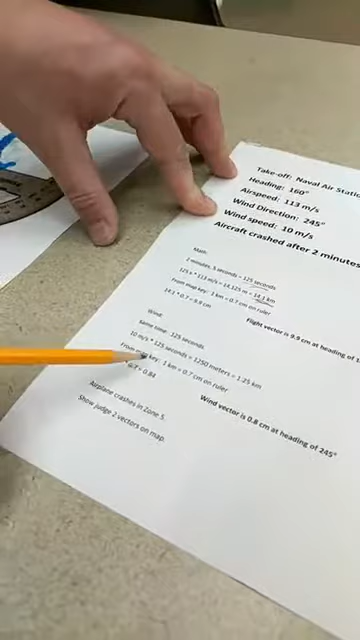 Take-off: Naval Air
Heading: 160°
Airspeed: 113 m/s
Wind Direction: 245°
Wind speed: 10 m/s
Aircraft crashed after 2 minutes
Math:
2 minutes, 5 seconds = 125 seconds
125 s * 113 m/s = 14,125 m = 14.1 km
From map key: 1 km = 0.7 cm on ruler
14.1 * 0.7 = 9.9 cm
Flight vector is 9.9 cm at heading of
Wind:
Same time: 125 seconds
10 m/s * 125 seconds = 1250 meters = 1.25 km
From map key: 1 km = 0.7 cm on ruler
0.84
Wind vector is 0.8 cm at heading of 245°
Airplane crashes in Zone 5.
Show judge 2 vectors on map.